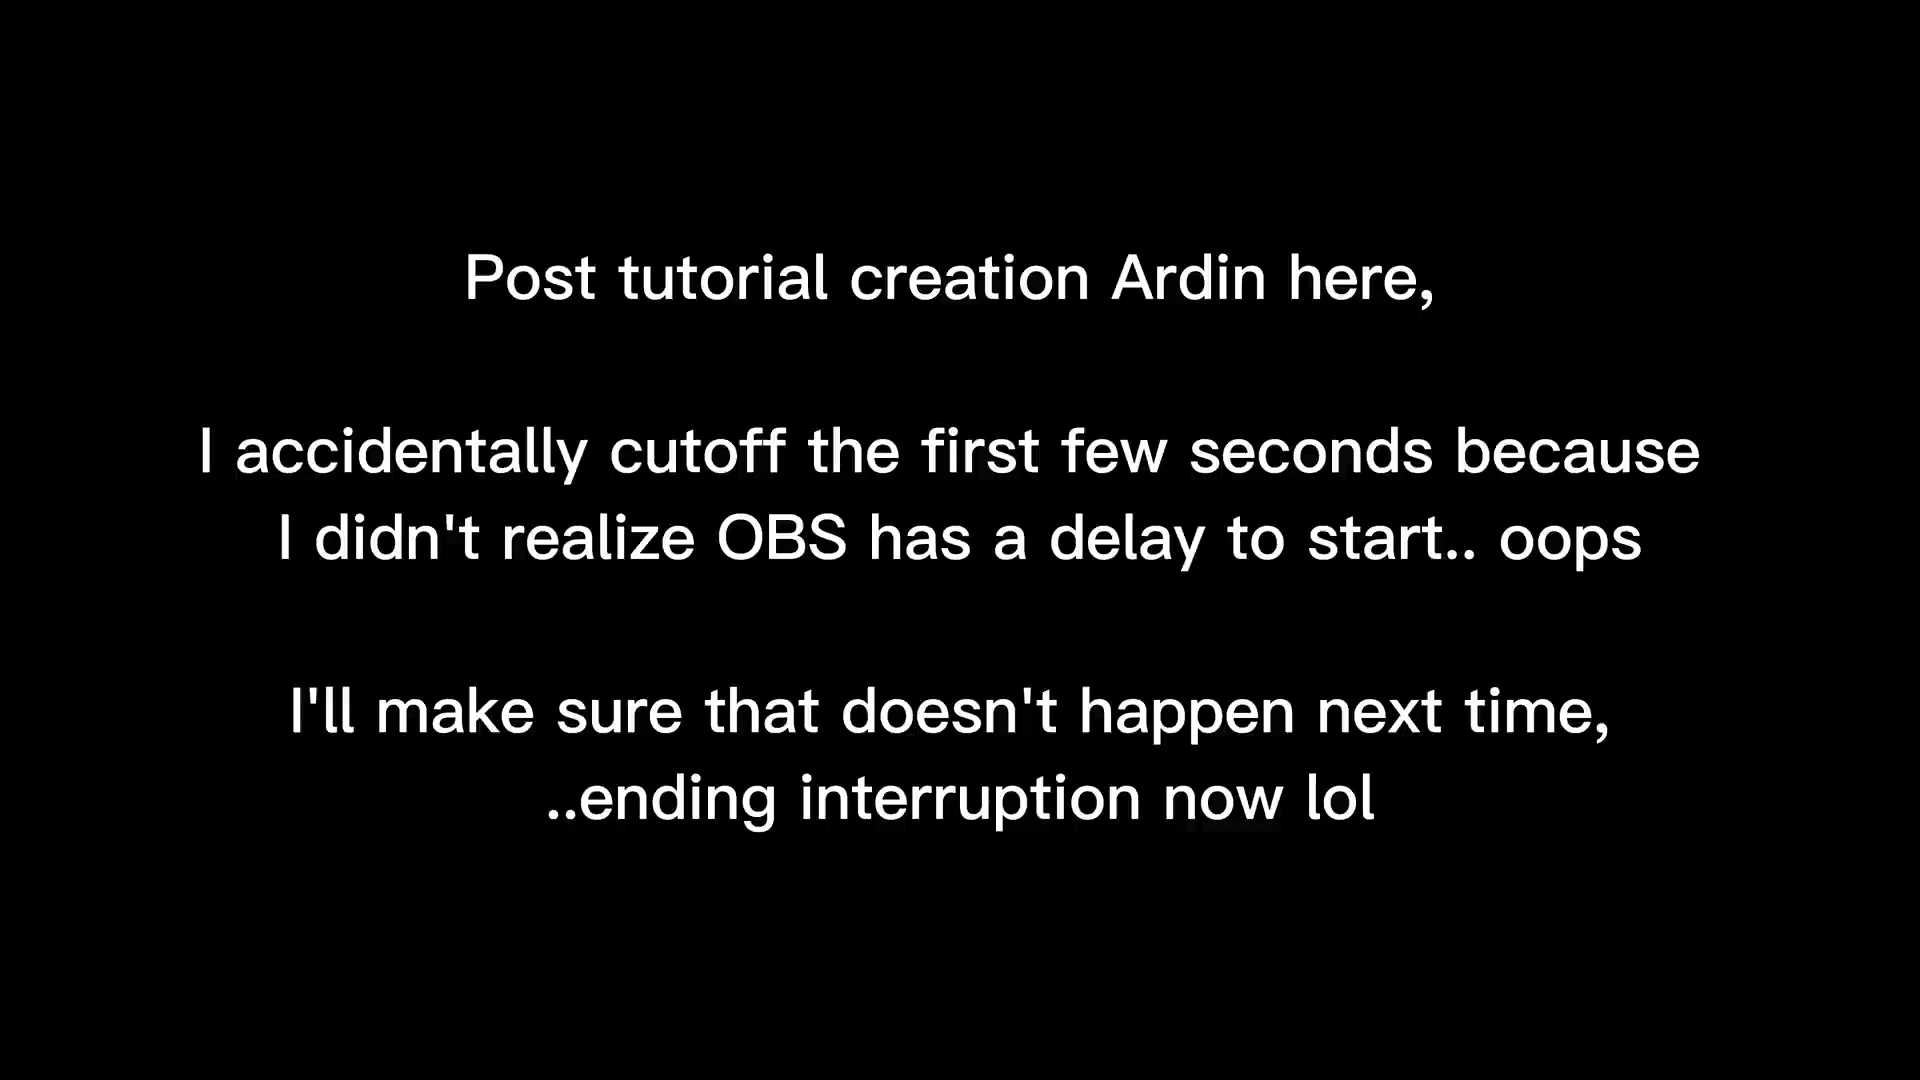 Post tutorial creation Ardin here,
I accidentally cutoff the first few seconds because
I didn't realize OBS has a delay to start.. oops
I'll make sure that doesn't happen next time,
..ending interruption now lol